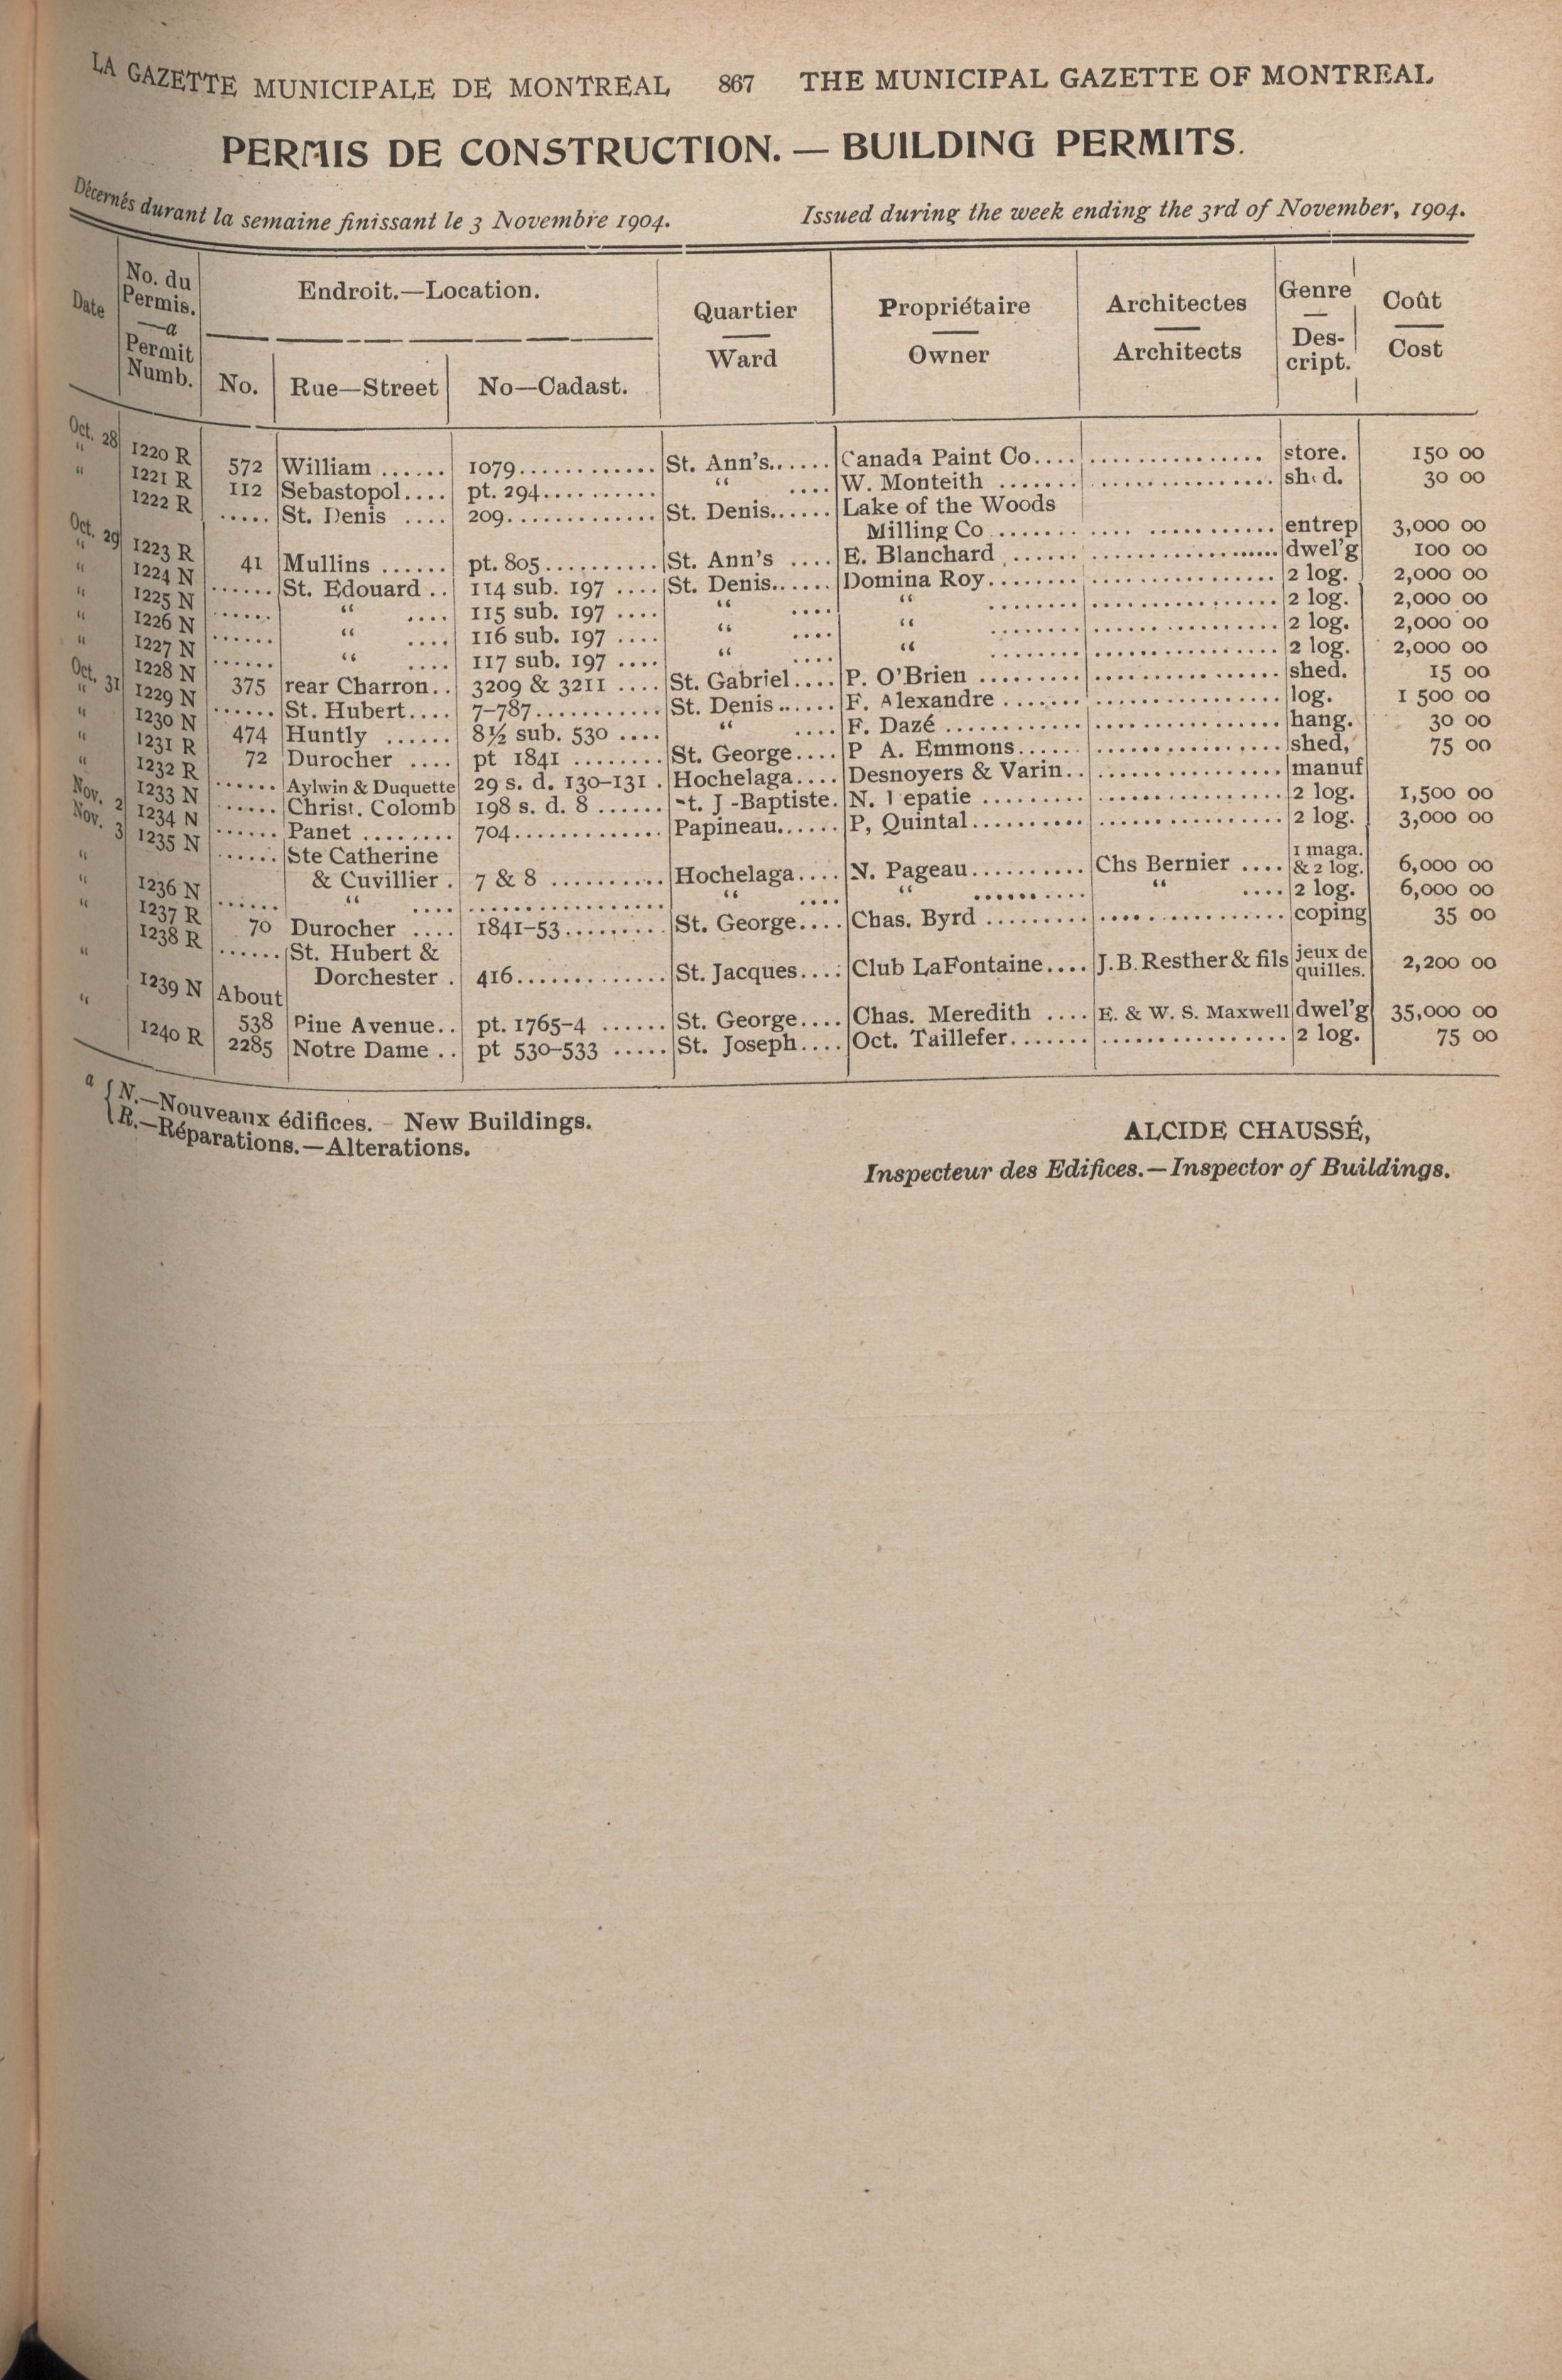 LA GAZETTE MUNICIPALE DE MONTREAL 867 THE MUNICIPAL GAZETTE OF MONTREAL
PERMIS DE CONSTRUCTION. — BUILDING PERMITS.
Décernés durant la semaine finissant le 3 Novembre 1904. Issued during the week ending the 3rd of November, 1904.
Date
No. du
Permis.
—a
Permit
Numb.
Endroit.—Location.
No. Rue—Street No—Cadast.
Quartier
Ward
Propriétaire
Owner
Architectes
Architects
Genre
Des-
cript.
Coût
Cost
Oct. 28 1220 R 572 William ...... 1079............ St. Ann's...... Canada Paint Co.... ............... store. 150 00
" 1221 R 112 Sebastopol.... pt. 294.......... " .... W. Monteith ....... ............... shed. 30 00
" 1222 R ..... St. Denis .... 209............. St. Denis...... Lake of the Woods
Milling Co ....... .... ........... entrep 3,000 00
Oct. 29 1223 R 41 Mullins ...... pt. 805.......... St. Ann's .... E. Blanchard ...... ................ dwel'g 100 00
" 1224 N ...... St. Edouard .. 114 sub. 197 .... St. Denis...... Domina Roy........ ................ 2 log. 2,000 00
" 1225 N ...... " .... 115 sub. 197 .... " .... " ........ ................ 2 log. 2,000 00
" 1226 N ...... " .... 116 sub. 197 .... " .... " ........ ................ 2 log. 2,000 00
" 1227 N ...... " .... 117 sub. 197 .... " .... " ........ ................ 2 log. 2,000 00
" 1228 N 375 rear Charron.. 3209 & 3211 .... St. Gabriel.... P. O'Brien ......... ................ shed. 15 00
Oct. 31 1229 N ...... St. Hubert.... 7-787........... St. Denis ...... F. Alexandre ....... ................ log. 1 500 00
" 1230 N 474 Huntly ...... 8½ sub. 530 .... " .... F. Dazé ............ ................ hang. 30 00
" 1231 R 72 Durocher .... pt 1841 ........ St. George.... P A. Emmons...... ................ shed, 75 00
" 1232 R ...... Aylwin & Duquette 29 s. d. 130-131 . Hochelaga.... Desnoyers & Varin.. ................ manuf
" 1233 N ..... Christ. Colomb 198 s. d. 8 ...... t. J -Baptiste. N. epatie ......... ................ 2 log. 1,500 00
Nov. 2 1234 N ...... Panet ........ 704............. Papineau...... P, Quintal.......... ................ 2 log. 3,000 00
Nov. 3 1235 N ...... Ste Catherine
& Cuvillier . 7 & 8 .......... Hochelaga.... N. Pageau.......... Chs Bernier .... 1 maga. & 2 log. 6,000 00
" 1236 N ...... " .... .................. " .... " .......... " .... 2 log. 6,000 00
" 1237 R 70 Durocher .... 1841-53......... St. George.... Chas. Byrd ......... ................ coping 35 00
" 1238 R ...... St. Hubert &
Dorchester . 416............. St. Jacques.... Club LaFontaine.... J. B. Resther & fils jeux de quilles. 2,200 00
" 1239 N About
538 Pine Avenue.. pt. 1765-4 ...... St. George.... Chas. Meredith .... E. & W. S. Maxwell dwel'g 35,000 00
" 1240 R 2285 Notre Dame .. pt 530-533 ..... St. Joseph.... Oct. Taillefer....... ................ 2 log. 75 00
a { N.—Nouveaux édifices. - New Buildings.
R.—Réparations.—Alterations.
ALCIDE CHAUSSÉ,
Inspecteur des Edifices.—Inspector of Buildings.